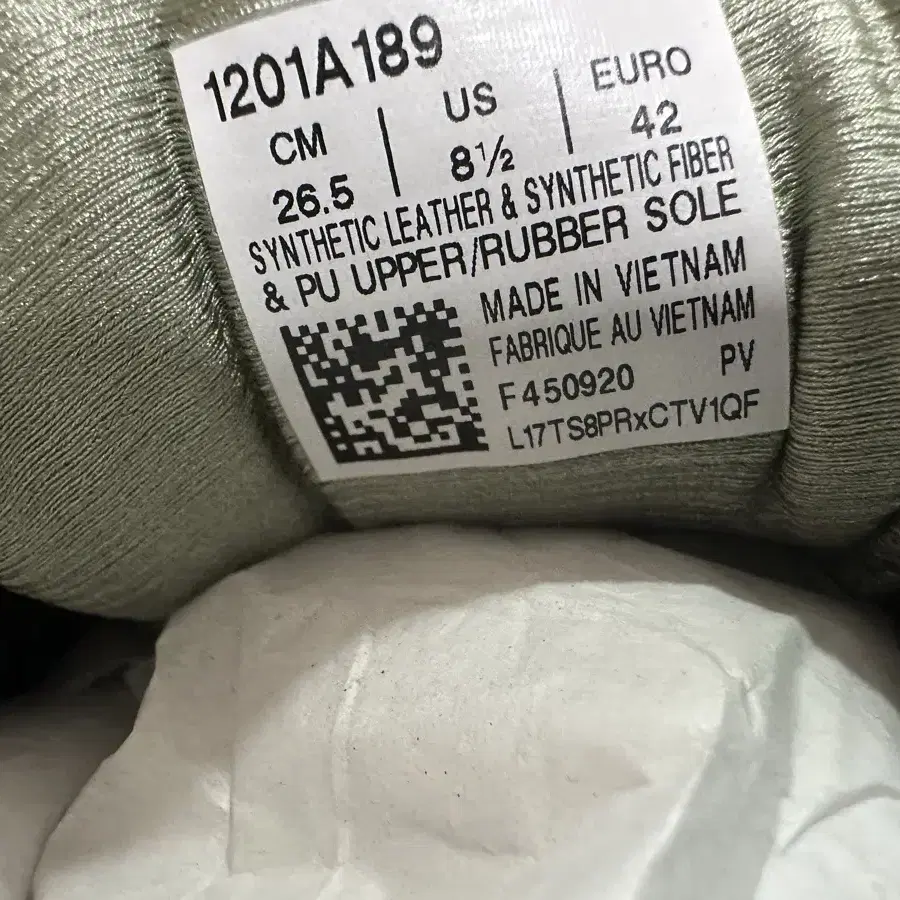 1201A189
CM | US | EURO
26.5 | 8½ | 42
SYNTHETIC LEATHER & SYNTHETIC FIBER
& PU UPPER/RUBBER SOLE
MADE IN VIETNAM
FABRIQUE AU VIETNAM
F450920 PV
L17TS8PRxCTV1QF